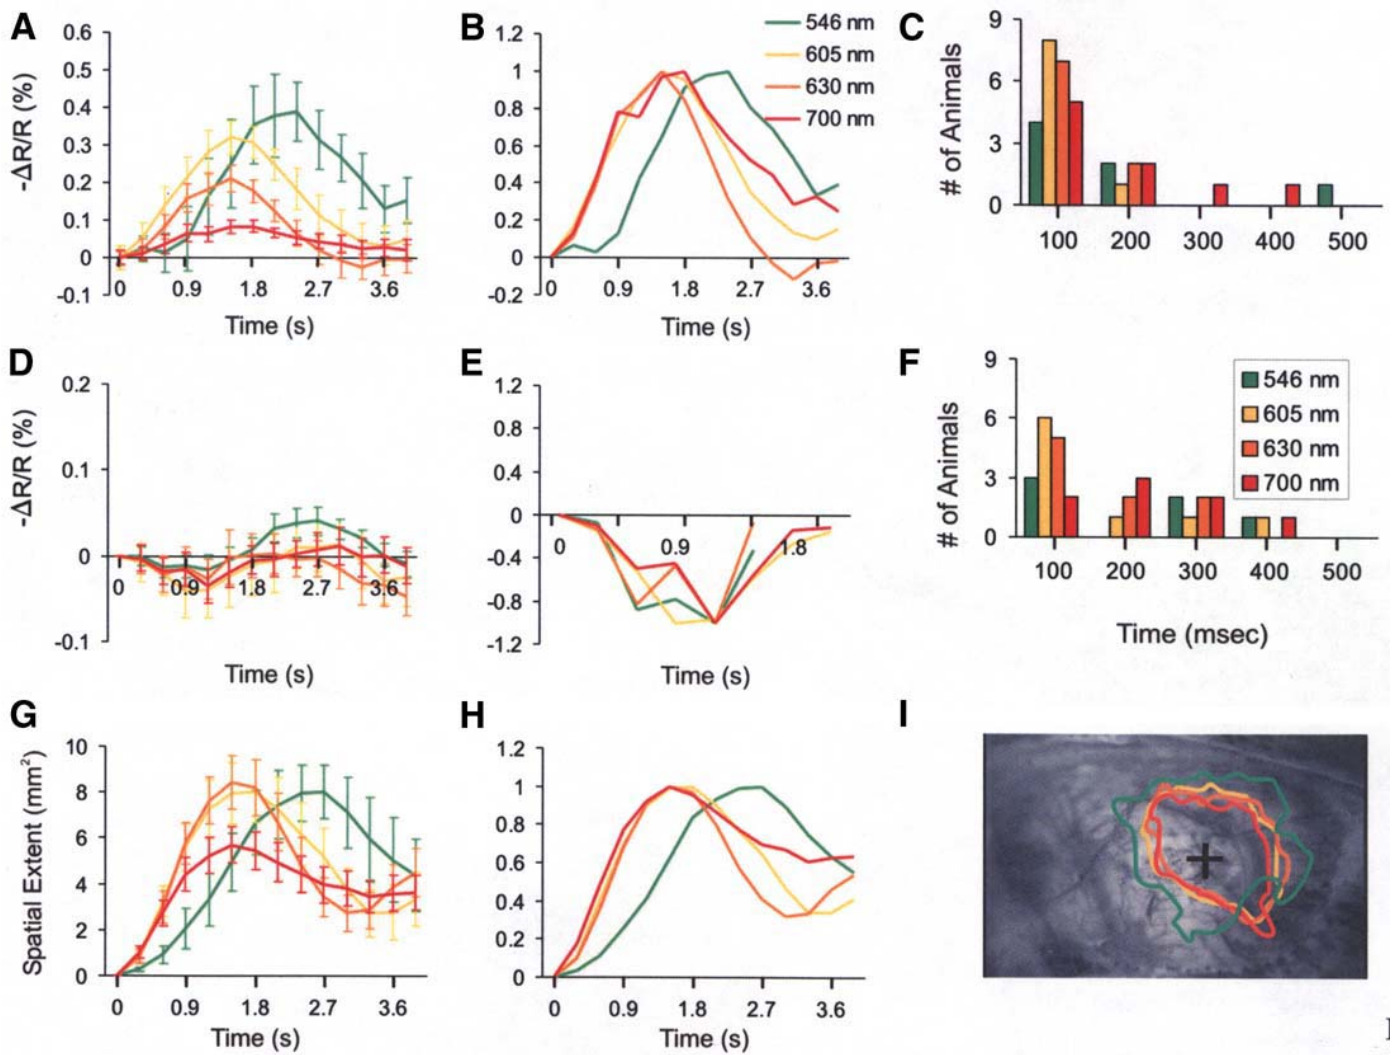 A
0.6
0.5
0.4
0.3
0.2
0.1
0
-0.1
-ΔR/R (%)
0 0.9 1.8 2.7 3.6
Time (s)
B
1.2
1
0.8
0.6
0.4
0.2
0
-0.2
0 0.9 1.8 2.7 3.6
Time (s)
546 nm
605 nm
630 nm
700 nm
C
9
6
3
0
# of Animals
100 200 300 400 500
D
0.2
0.1
0
-0.1
-ΔR/R (%)
0 0.9 1.8 2.7 3.6
Time (s)
E
1.2
0.8
0.4
0
-0.4
-0.8
-1.2
0 0.9 1.8
Time (s)
F
9
6
3
0
# of Animals
100 200 300 400 500
Time (msec)
546 nm
605 nm
630 nm
700 nm
G
10
8
6
4
2
0
Spatial Extent (mm²)
0 0.9 1.8 2.7 3.6
Time (s)
H
1.2
1
0.8
0.6
0.4
0.2
0
0 0.9 1.8 2.7 3.6
Time (s)
I